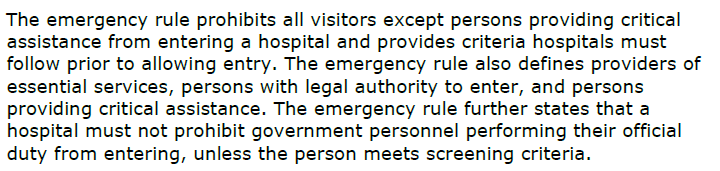 The emergency rule prohibits all visitors except persons providing critical
assistance from entering a hospital and provides criteria hospitals must
follow prior to allowing entry. The emergency rule also defines providers of
essential services, persons with legal authority to enter, and persons
providing critical assistance. The emergency rule further states that a
hospital must not prohibit government personnel performing their official
duty from entering, unless the person meets screening criteria.